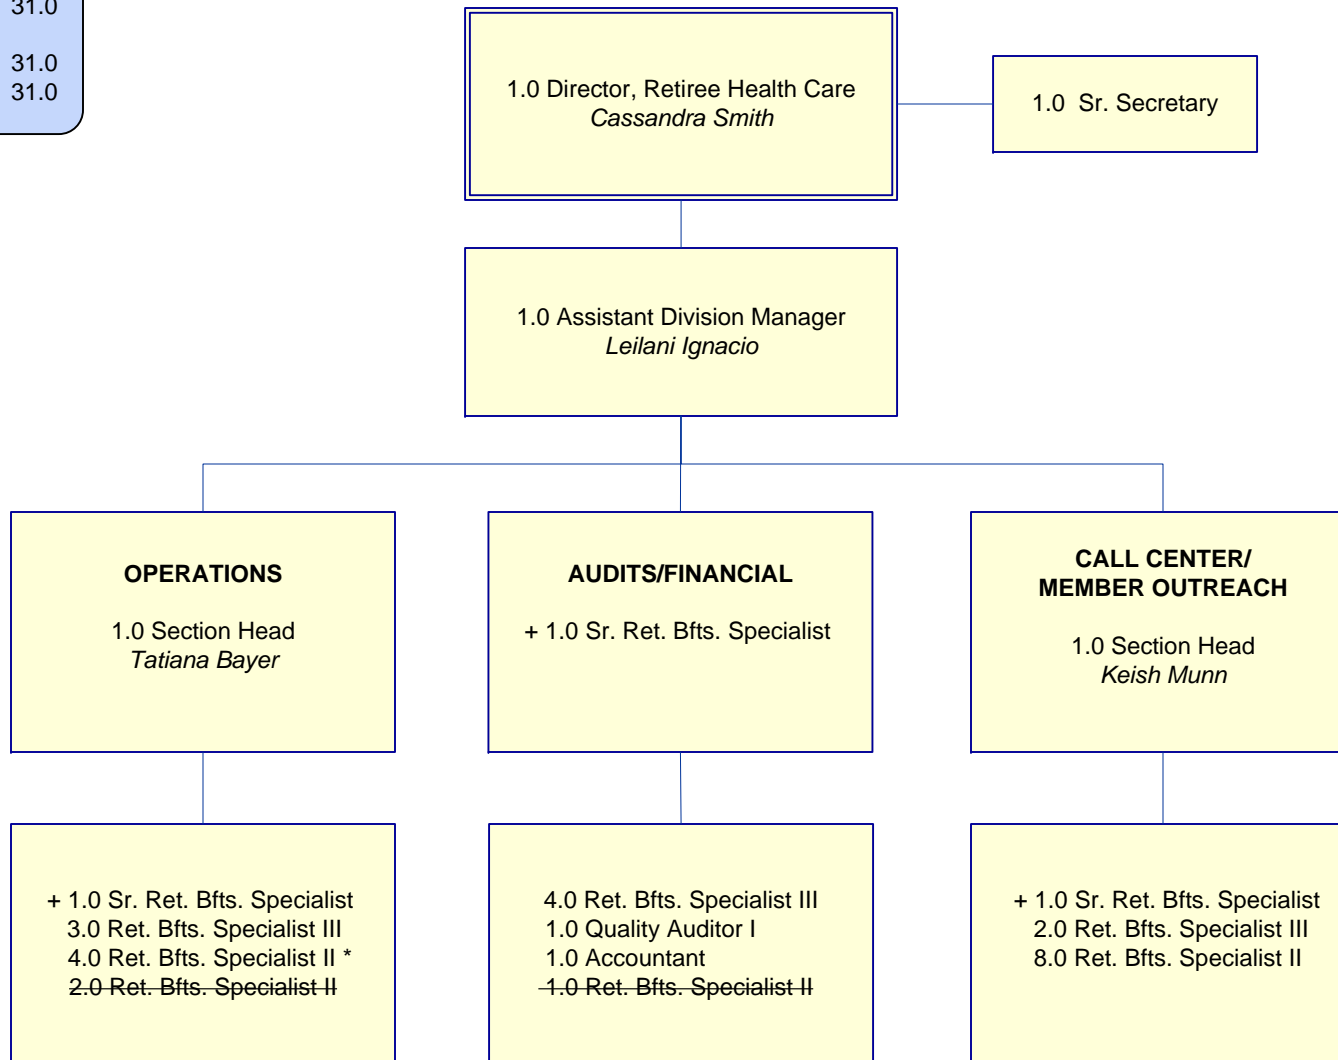 31.0
31.0
31.0
1.0 Director, Retiree Health Care
Cassandra Smith
1.0  Sr. Secretary
1.0 Assistant Division Manager
Leilani Ignacio
OPERATIONS
1.0 Section Head
Tatiana Bayer
AUDITS/FINANCIAL
+ 1.0 Sr. Ret. Bfts. Specialist
CALL CENTER/
MEMBER OUTREACH
1.0 Section Head
Keish Munn
+ 1.0 Sr. Ret. Bfts. Specialist
3.0 Ret. Bfts. Specialist III
4.0 Ret. Bfts. Specialist II *
2.0 Ret. Bfts. Specialist II
4.0 Ret. Bfts. Specialist III
1.0 Quality Auditor I
1.0 Accountant
1.0 Ret. Bfts. Specialist II
+ 1.0 Sr. Ret. Bfts. Specialist
2.0 Ret. Bfts. Specialist III
8.0 Ret. Bfts. Specialist II